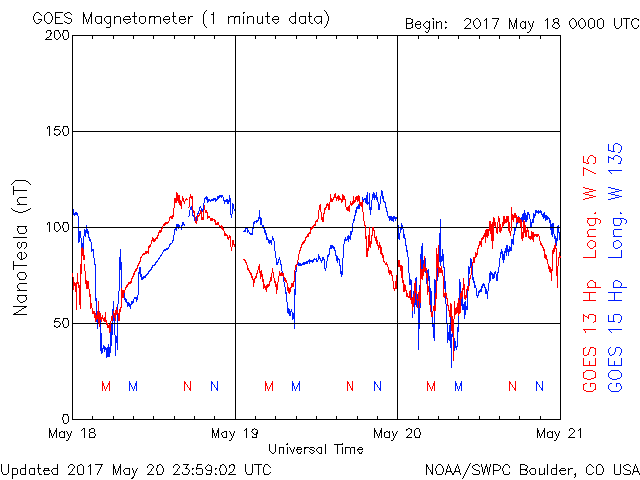 GOES Magnetometer (1 minute data)
Begin: 2017 May 18 0000 UTC
200
150
100
50
0
NanoTesla (nT)
M M N N M M N N M M N N
May 18 May 19 May 20 May 21
Universal Time
GOES 13 Hp Long. W 75
GOES 15 Hp Long. W 135
Updated 2017 May 20 23:59:02 UTC
NOAA/SWPC Boulder, CO USA